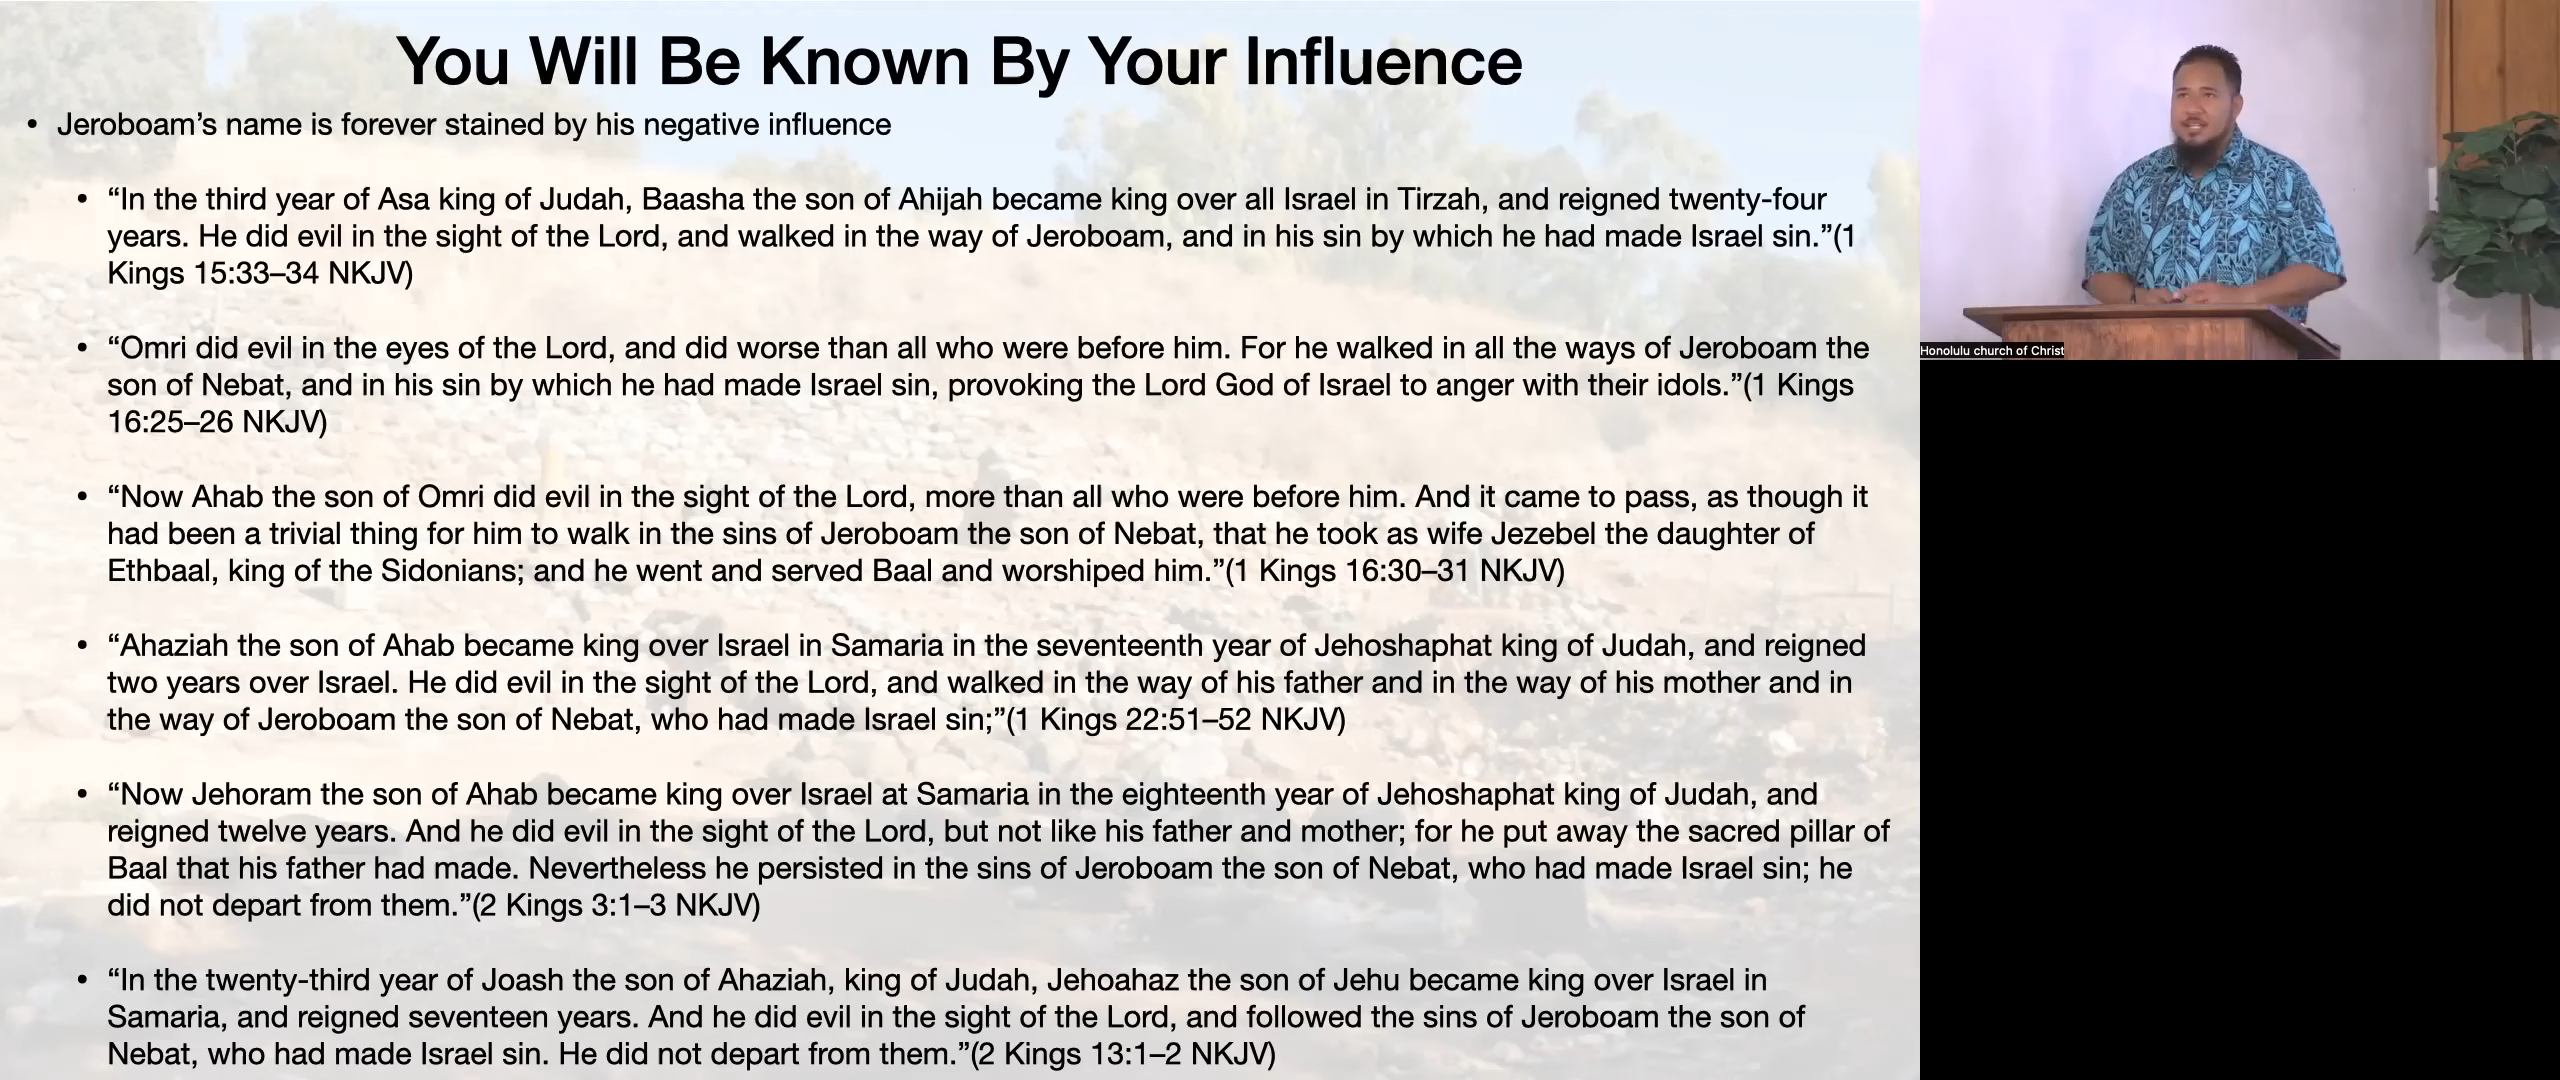 You Will Be Known By Your Influence
• Jeroboam’s name is forever stained by his negative influence
• “In the third year of Asa king of Judah, Baasha the son of Ahijah became king over all Israel in Tirzah, and reigned twenty-four
years. He did evil in the sight of the Lord, and walked in the way of Jeroboam, and in his sin by which he had made Israel sin.”(1
Kings 15:33–34 NKJV)
• “Omri did evil in the eyes of the Lord, and did worse than all who were before him. For he walked in all the ways of Jeroboam the
son of Nebat, and in his sin by which he had made Israel sin, provoking the Lord God of Israel to anger with their idols.”(1 Kings
16:25–26 NKJV)
• “Now Ahab the son of Omri did evil in the sight of the Lord, more than all who were before him. And it came to pass, as though it
had been a trivial thing for him to walk in the sins of Jeroboam the son of Nebat, that he took as wife Jezebel the daughter of
Ethbaal, king of the Sidonians; and he went and served Baal and worshiped him.”(1 Kings 16:30–31 NKJV)
• “Ahaziah the son of Ahab became king over Israel in Samaria in the seventeenth year of Jehoshaphat king of Judah, and reigned
two years over Israel. He did evil in the sight of the Lord, and walked in the way of his father and in the way of his mother and in
the way of Jeroboam the son of Nebat, who had made Israel sin;”(1 Kings 22:51–52 NKJV)
• “Now Jehoram the son of Ahab became king over Israel at Samaria in the eighteenth year of Jehoshaphat king of Judah, and
reigned twelve years. And he did evil in the sight of the Lord, but not like his father and mother; for he put away the sacred pillar of
Baal that his father had made. Nevertheless he persisted in the sins of Jeroboam the son of Nebat, who had made Israel sin; he
did not depart from them.”(2 Kings 3:1–3 NKJV)
• “In the twenty-third year of Joash the son of Ahaziah, king of Judah, Jehoahaz the son of Jehu became king over Israel in
Samaria, and reigned seventeen years. And he did evil in the sight of the Lord, and followed the sins of Jeroboam the son of
Nebat, who had made Israel sin. He did not depart from them.”(2 Kings 13:1–2 NKJV)
Honolulu church of Christ